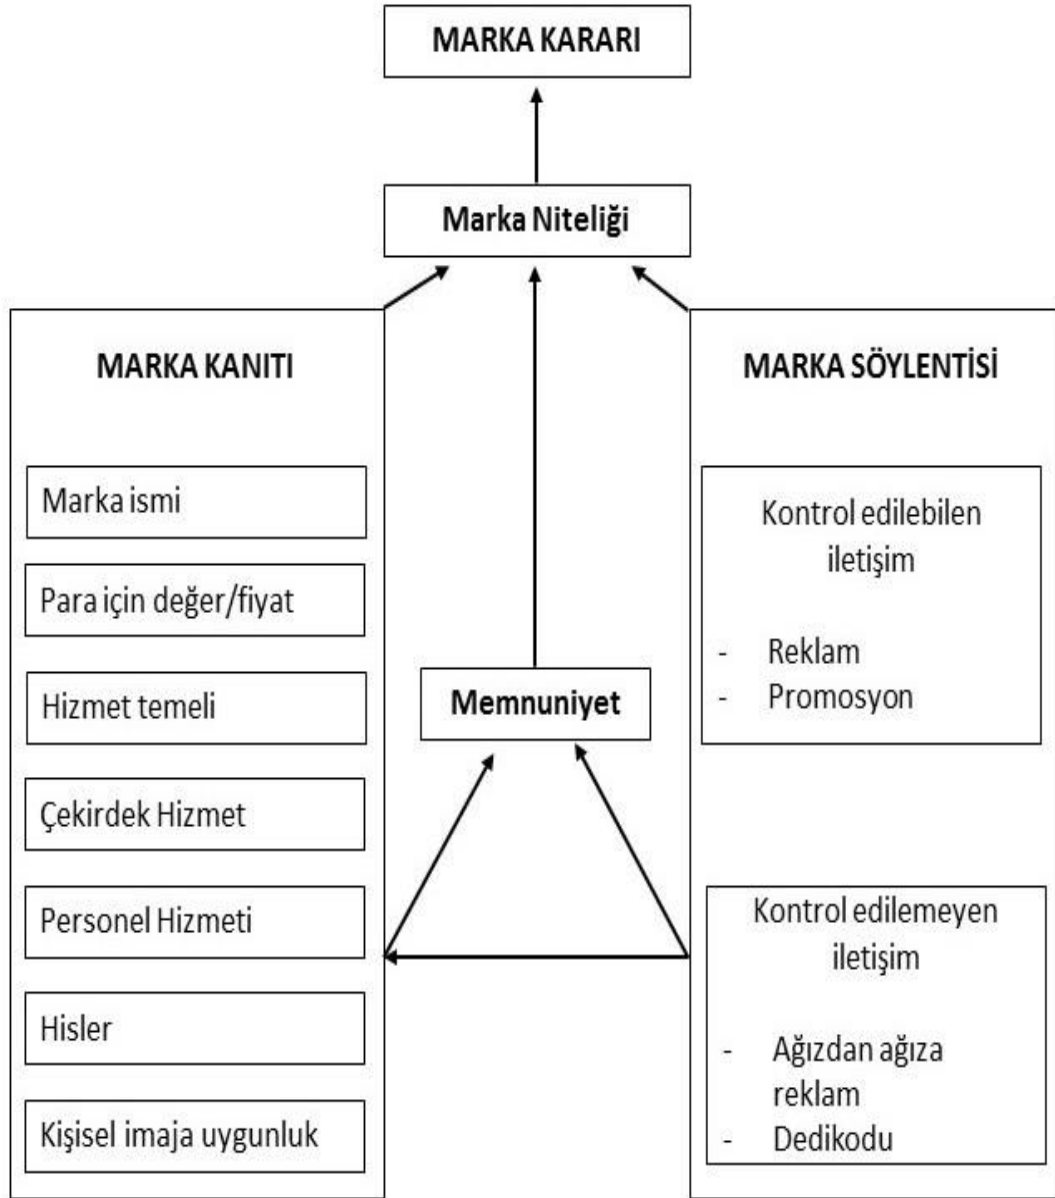 MARKA KARARI
Marka Niteliği
MARKA KANITI
Marka ismi
Para için değer/fiyat
Hizmet temeli
Çekirdek Hizmet
Personel Hizmeti
Hisler
Kişisel imaja uygunluk
Memnuniyet
MARKA SÖYLENTİSİ
Kontrol edilebilen
iletişim
- Reklam
- Promosyon
Kontrol edilemeyen
iletişim
- Ağızdan ağıza
reklam
- Dedikodu